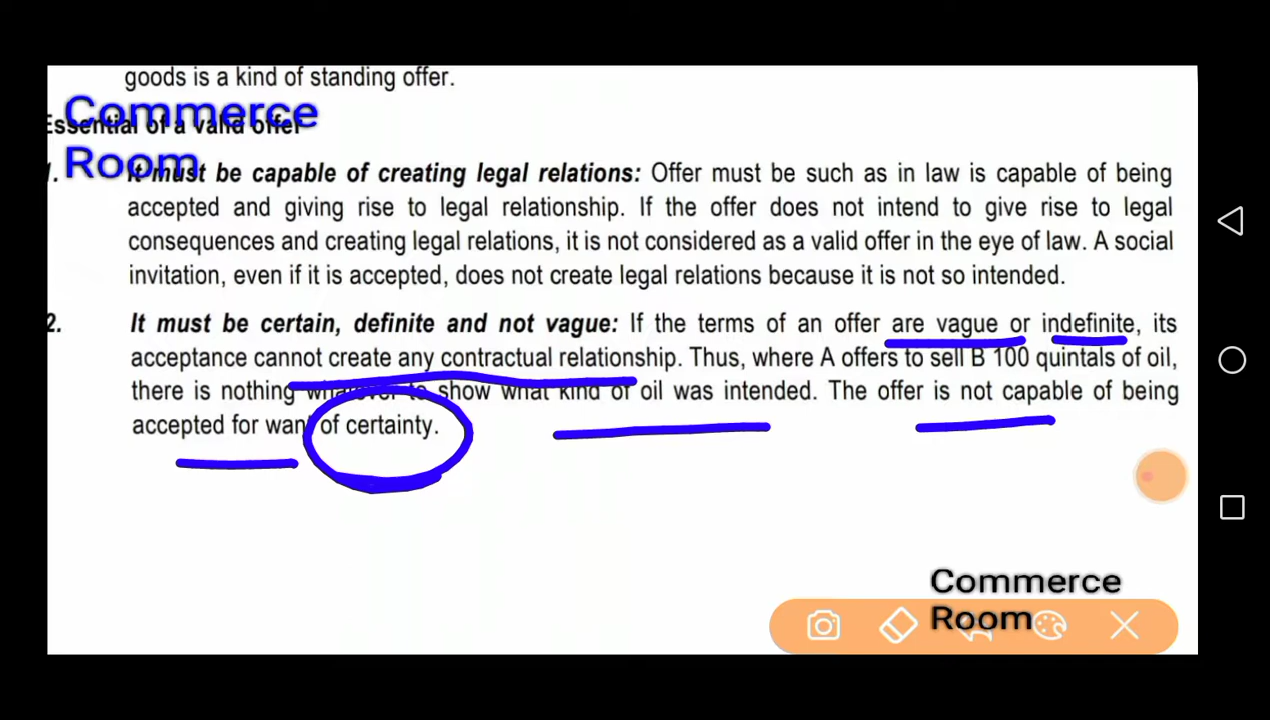 goods is a kind of standing offer.
Commerce
Essential of a valid offer
Room
1. It must be capable of creating legal relations: Offer must be such as in law is capable of being
accepted and giving rise to legal relationship. If the offer does not intend to give rise to legal
consequences and creating legal relations, it is not considered as a valid offer in the eye of law. A social
invitation, even if it is accepted, does not create legal relations because it is not so intended.
2. It must be certain, definite and not vague: If the terms of an offer are vague or indefinite, its
acceptance cannot create any contractual relationship. Thus, where A offers to sell B 100 quintals of oil,
there is nothing whatever to show what kind of oil was intended. The offer is not capable of being
accepted for want of certainty.
Commerce
Room